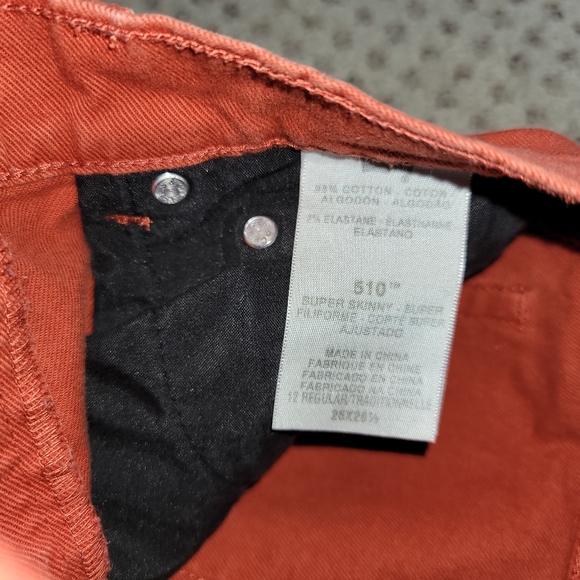 98% COTTON - COTON
ALGODÓN - ALGODÃO
2% ELASTANE - ÉLASTHANNE
ELASTANO
510™
SUPER SKINNY - SUPER
FILIFORME - CORTE SUPER
AJUSTADO
MADE IN CHINA
FABRIQUÉ EN CHINE
FABRICADO EN CHINA
FABRICADO NA CHINA
12 REGULAR/TRADITIONNELLE
26X26½